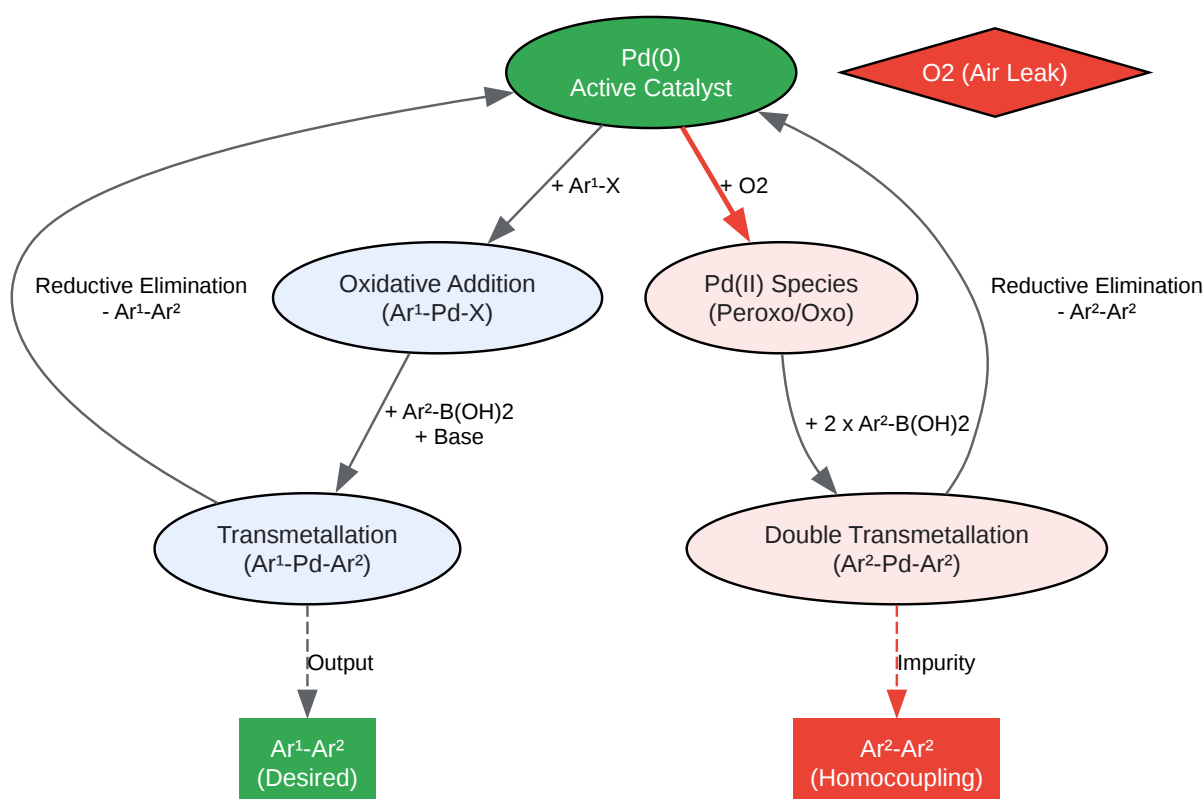 Pd(0)
Active Catalyst
O2 (Air Leak)
+ Ar¹-X
+ O2
Reductive Elimination
- Ar¹-Ar²
Oxidative Addition
(Ar¹-Pd-X)
Pd(II) Species
(Peroxo/Oxo)
Reductive Elimination
- Ar²-Ar²
+ Ar²-B(OH)2
+ Base
+ 2 x Ar²-B(OH)2
Transmetallation
(Ar¹-Pd-Ar²)
Double Transmetallation
(Ar²-Pd-Ar²)
Output
Impurity
Ar¹-Ar²
(Desired)
Ar²-Ar²
(Homocoupling)